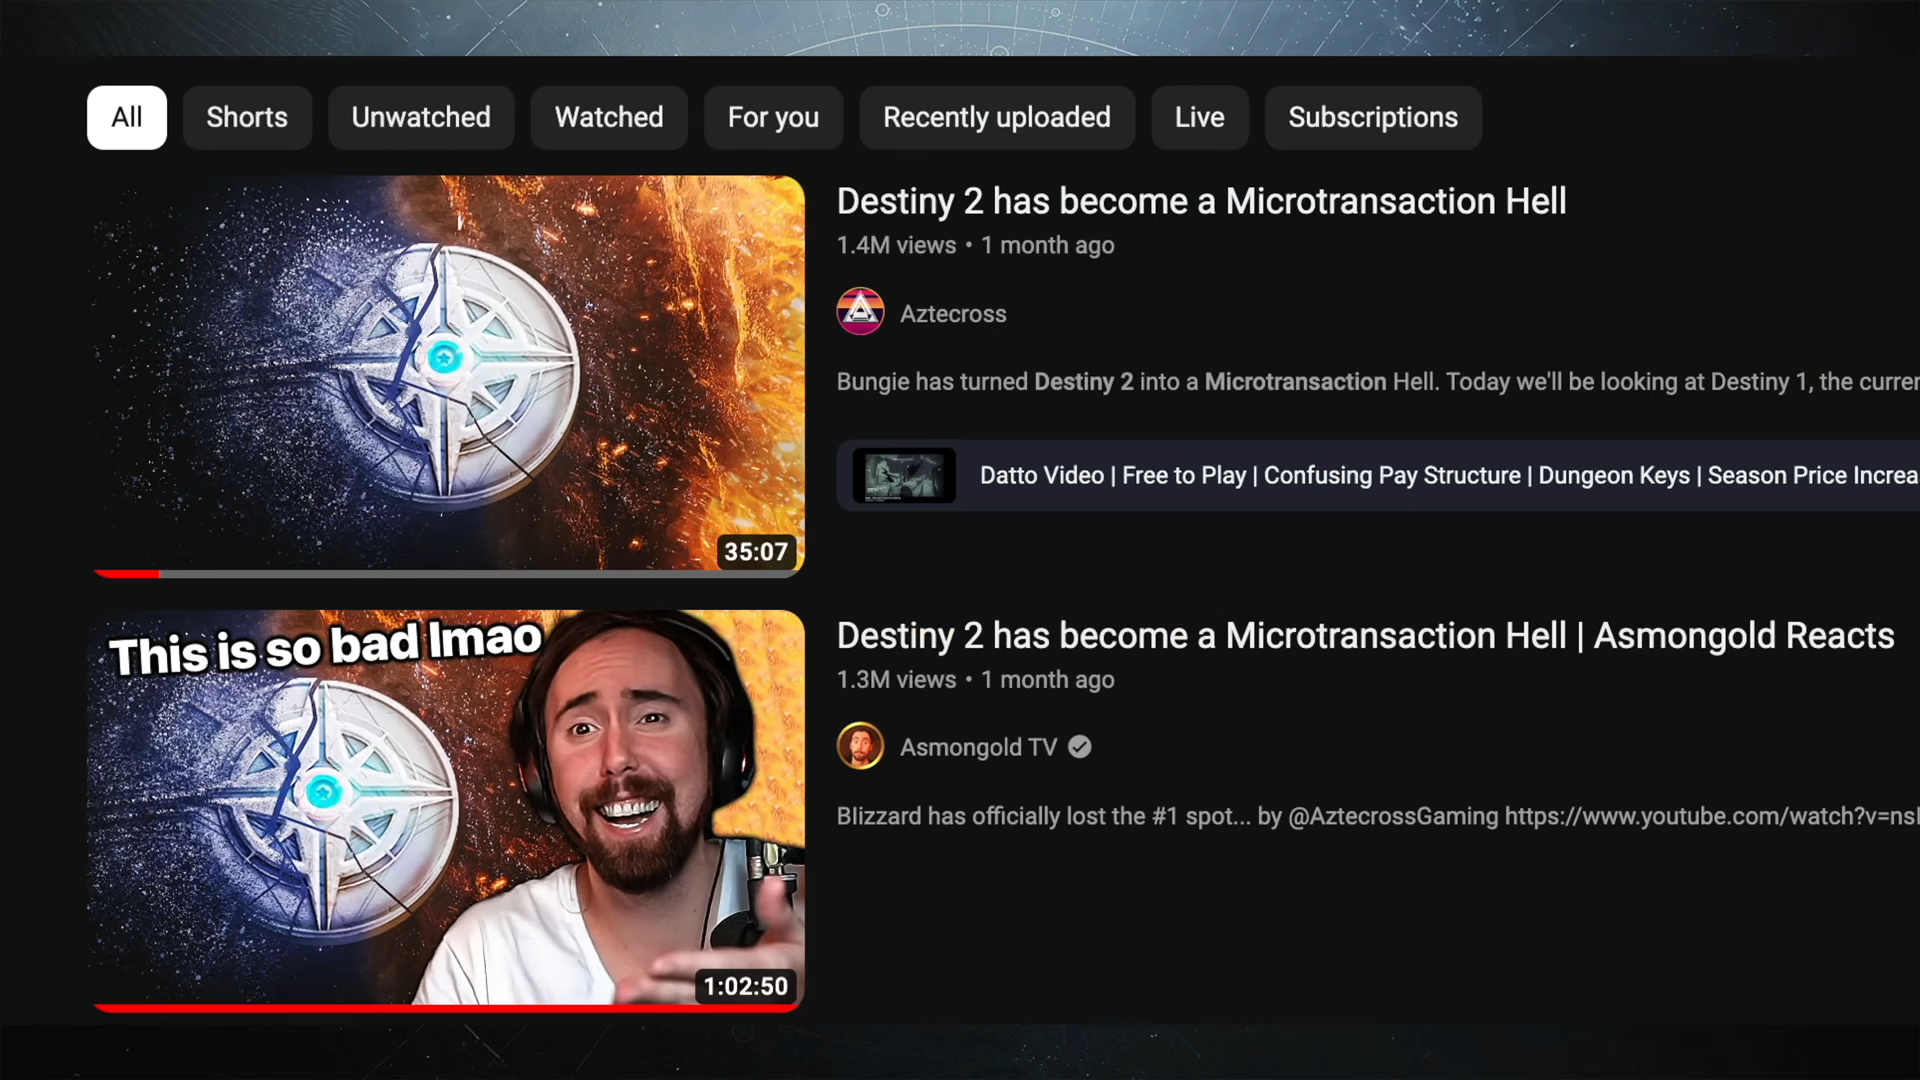 All
Shorts
Unwatched
Watched
For you
Recently uploaded
Live
Subscriptions
35:07
Destiny 2 has become a Microtransaction Hell
1.4M views • 1 month ago
Aztecross
Bungie has turned Destiny 2 into a Microtransaction Hell. Today we'll be looking at Destiny 1, the curren
Datto Video | Free to Play | Confusing Pay Structure | Dungeon Keys | Season Price Increa
This is so bad lmao
1:02:50
Destiny 2 has become a Microtransaction Hell | Asmongold Reacts
1.3M views • 1 month ago
Asmongold TV
Blizzard has officially lost the #1 spot... by @AztecrossGaming https://www.youtube.com/watch?v=nsl